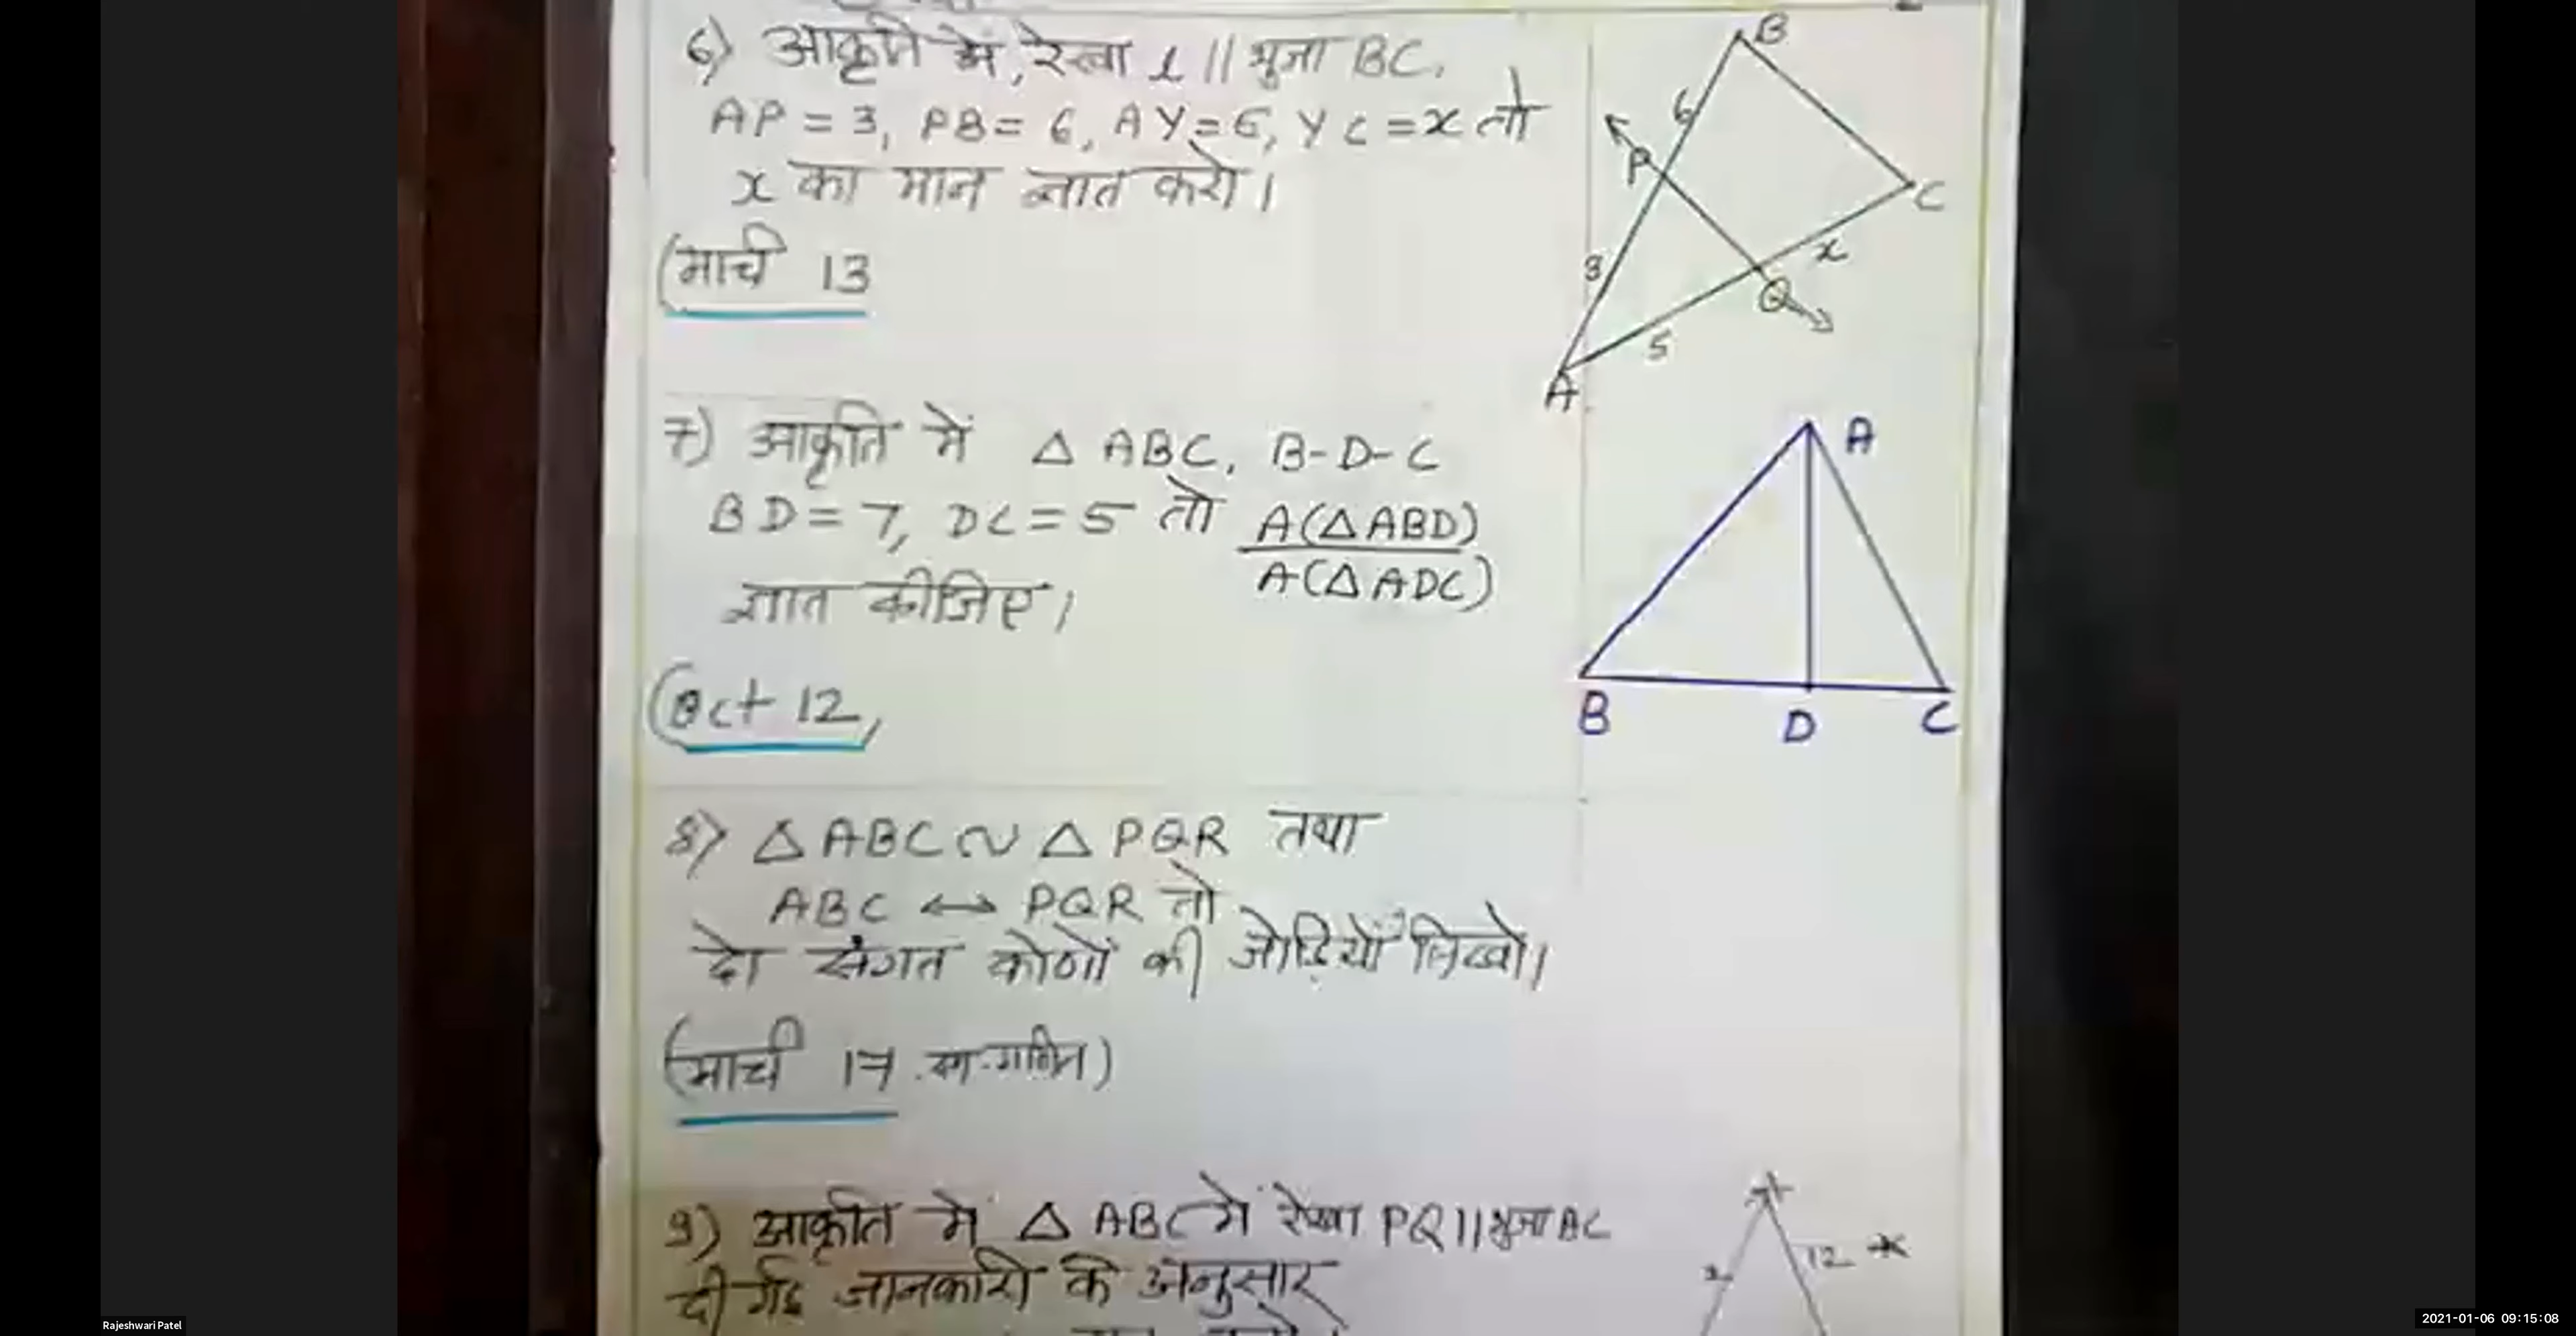 6) आकृति में, रेखा l || भुजा BC,
AP = 3, PB = 6, AY = 5, YC = x तो
x का मान ज्ञात करो।
(मार्च 13
B
6
P
C
x
3
Q
5
A
7) आकृति में △ ABC, B-D-C
BD = 7, DC = 5 तो A(△ABD)
A(△ADC)
ज्ञात कीजिए।
(Oct 12)
A
B D C
8) △ ABC ~ △ PQR तथा
ABC ↔ PQR तो
दो संगत कोणों की जोड़ियाँ लिखो।
(मार्च 17
9) आकृति में △ ABC में रेखा PQ || भुजा BC
दी गई जानकारी के अनुसार
A
12
Rajeshwari Patel
2021-01-06 09:15:08